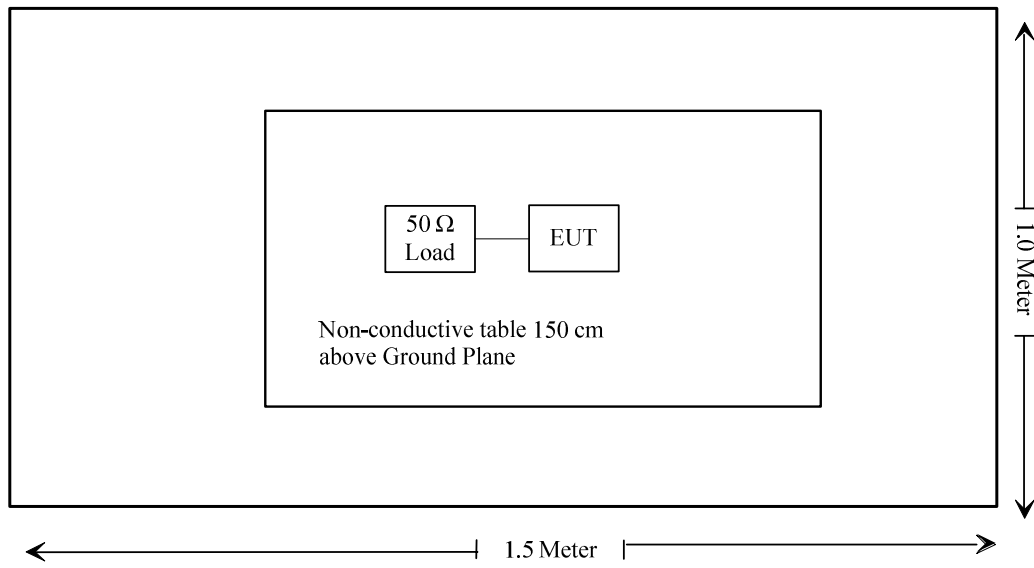 50 Ω
Load
EUT
Non-conductive table 150 cm
above Ground Plane
1.0 Meter
1.5 Meter